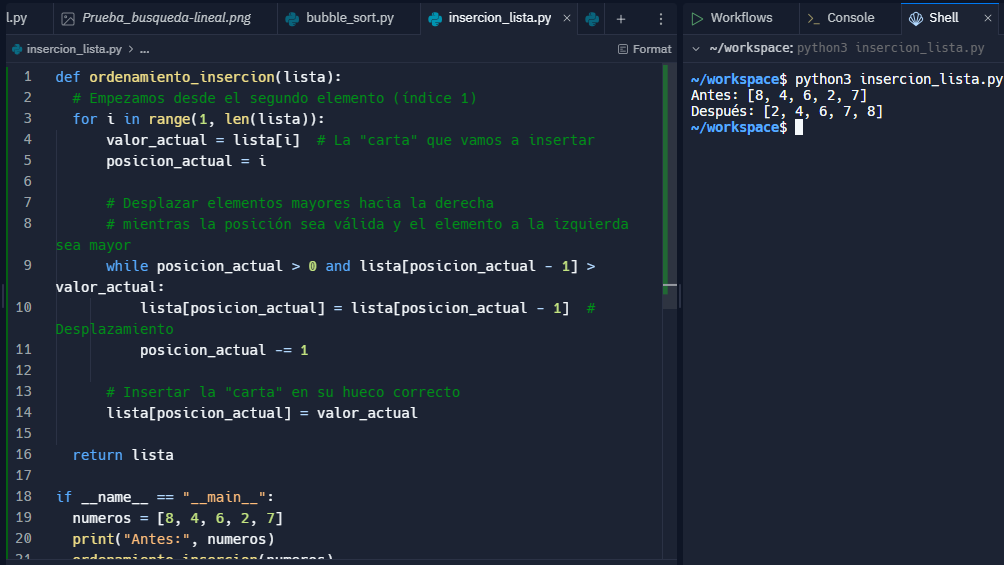 l.py
Prueba_busqueda-lineal.png
bubble_sort.py
insercion_lista.py × + ⋮
Workflows
>_ Console
Shell ×
insercion_lista.py > ...
Format
~/workspace: python3 insercion_lista.py
1 def ordenamiento_insercion(lista):
2 # Empezamos desde el segundo elemento (índice 1)
3 for i in range(1, len(lista)):
4 valor_actual = lista[i] # La "carta" que vamos a insertar
5 posicion_actual = i
6
7 # Desplazar elementos mayores hacia la derecha
8 # mientras la posición sea válida y el elemento a la izquierda
sea mayor
9 while posicion_actual > 0 and lista[posicion_actual - 1] >
valor_actual:
10 lista[posicion_actual] = lista[posicion_actual - 1] #
Desplazamiento
11 posicion_actual -= 1
12
13 # Insertar la "carta" en su hueco correcto
14 lista[posicion_actual] = valor_actual
15
16 return lista
17
18 if __name__ == "__main__":
19 numeros = [8, 4, 6, 2, 7]
20 print("Antes:", numeros)
21 ordenamiento_insercion(numeros)
~/workspace$ python3 insercion_lista.py
Antes: [8, 4, 6, 2, 7]
Después: [2, 4, 6, 7, 8]
~/workspace$